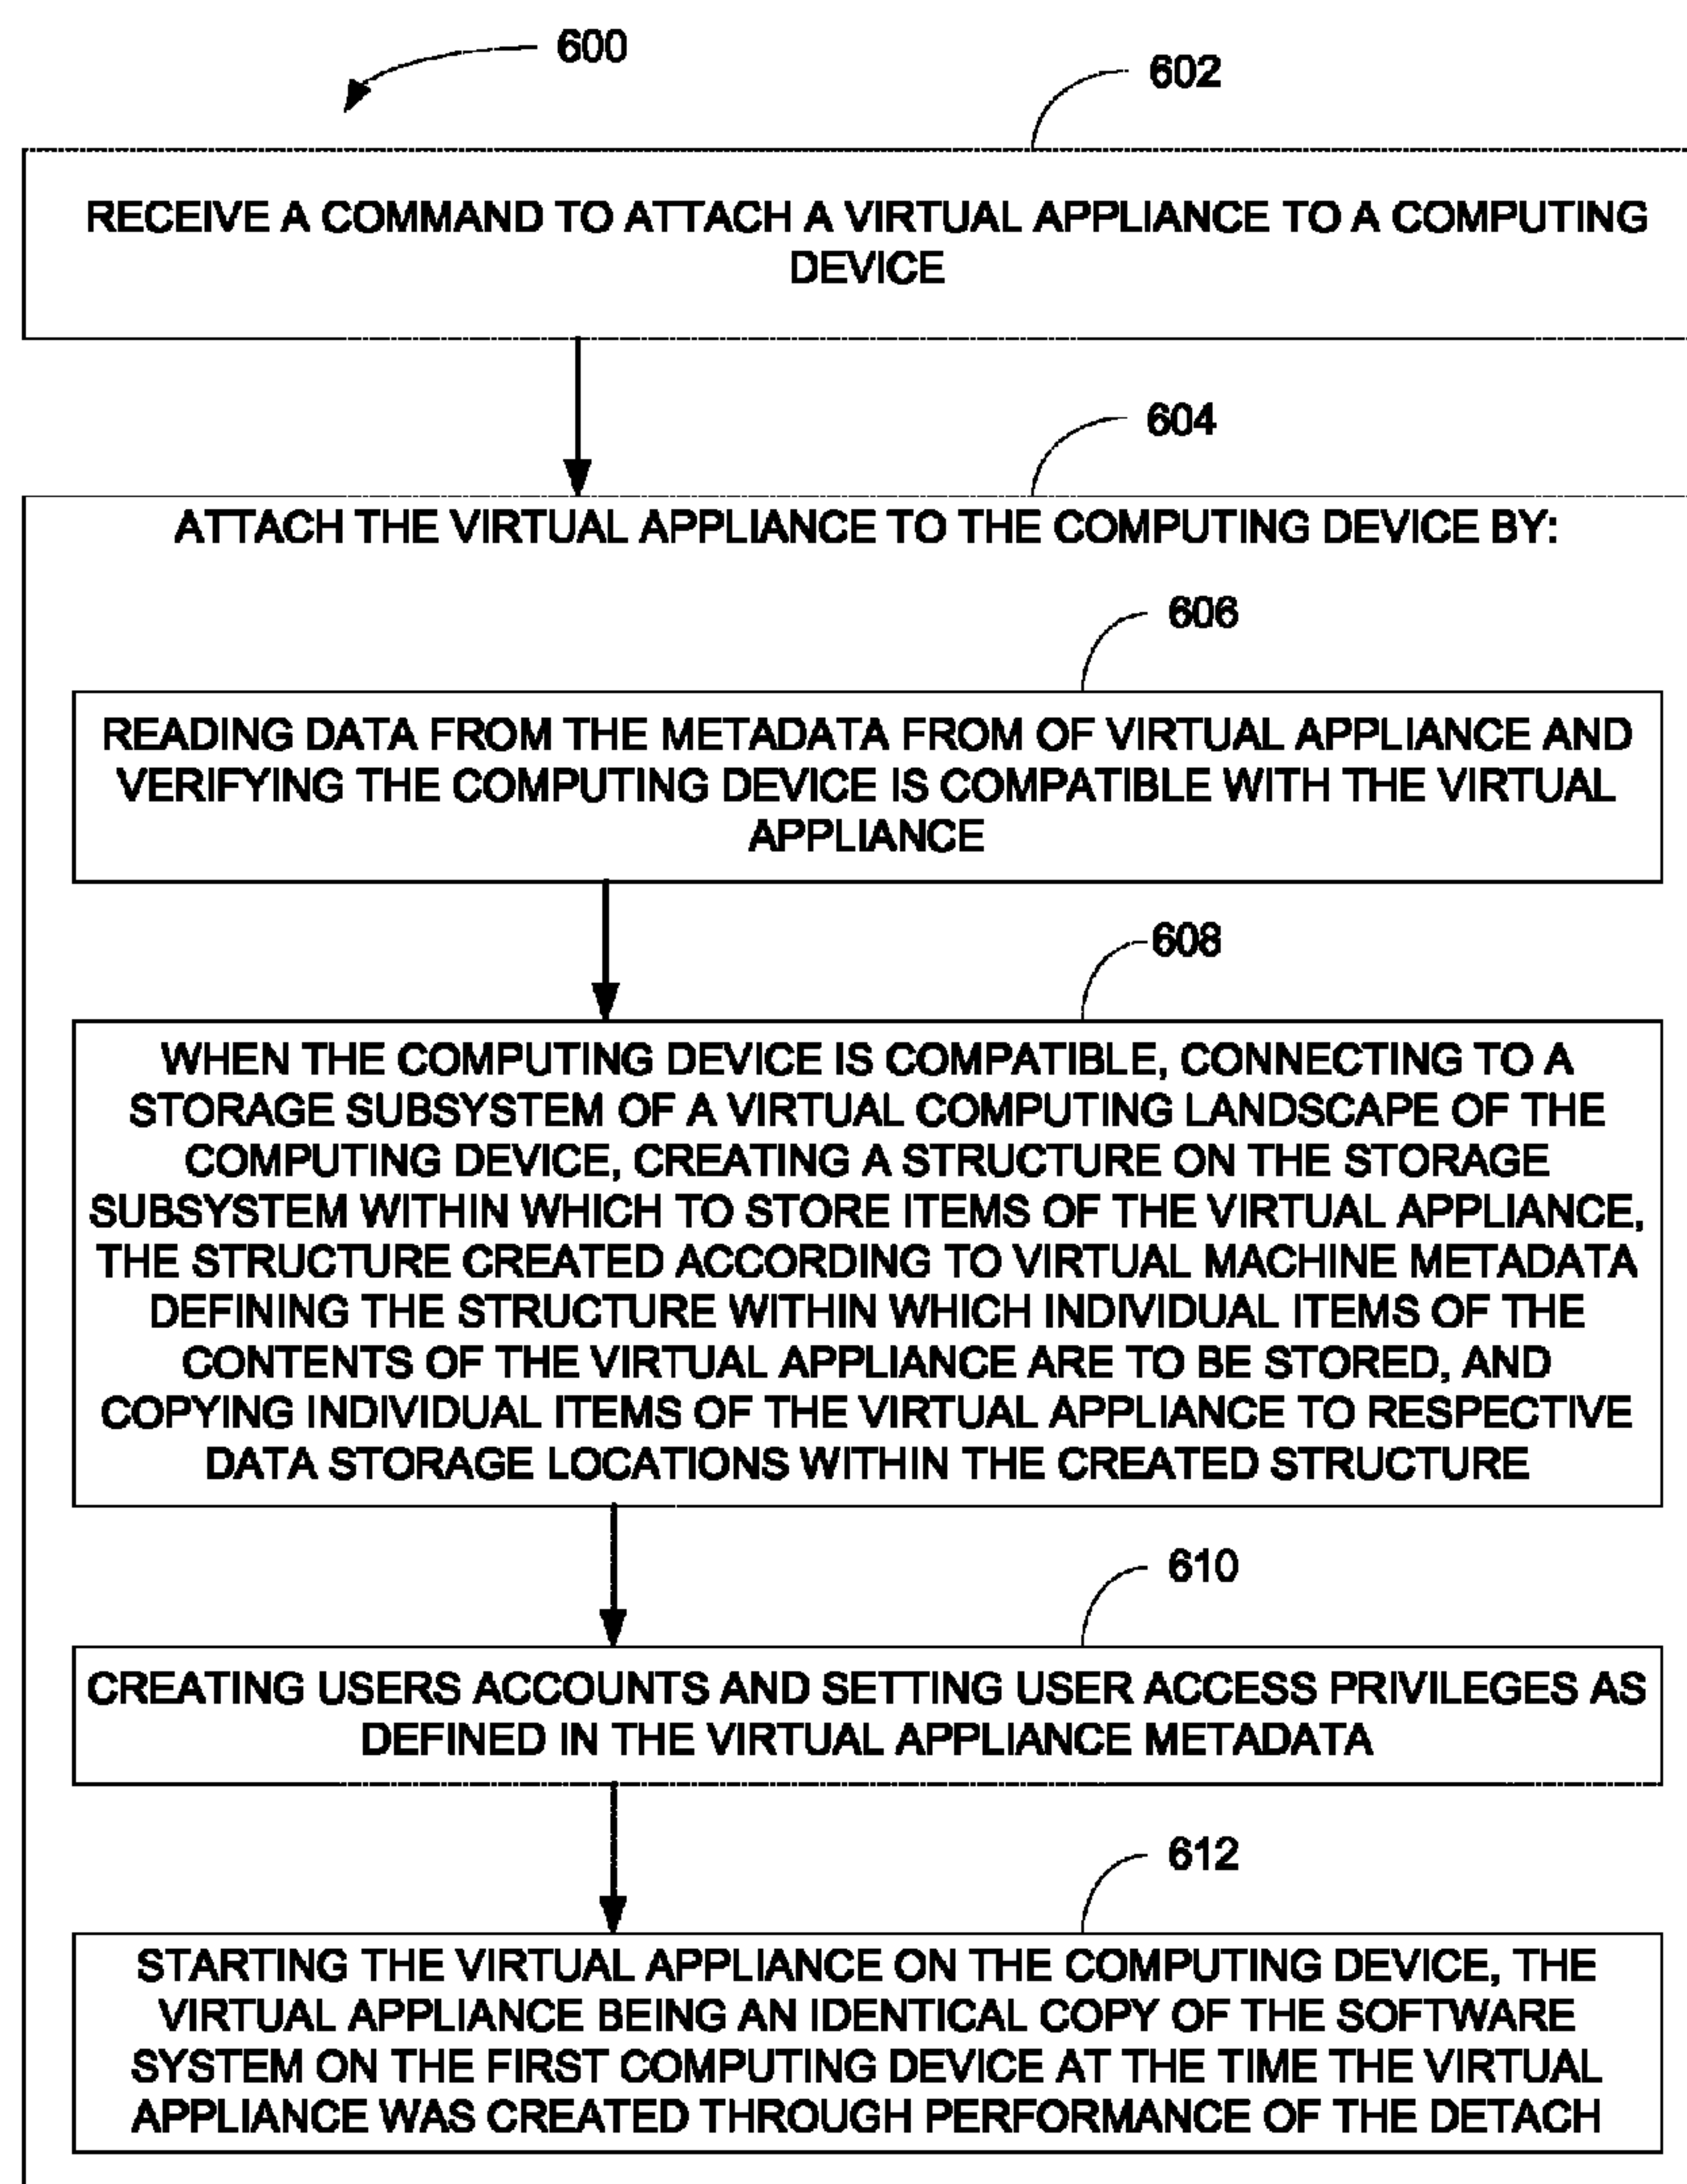 600
602
RECEIVE A COMMAND TO ATTACH A VIRTUAL APPLIANCE TO A COMPUTING
DEVICE
604
ATTACH THE VIRTUAL APPLIANCE TO THE COMPUTING DEVICE BY:
606
READING DATA FROM THE METADATA FROM OF VIRTUAL APPLIANCE AND
VERIFYING THE COMPUTING DEVICE IS COMPATIBLE WITH THE VIRTUAL
APPLIANCE
608
WHEN THE COMPUTING DEVICE IS COMPATIBLE, CONNECTING TO A
STORAGE SUBSYSTEM OF A VIRTUAL COMPUTING LANDSCAPE OF THE
COMPUTING DEVICE, CREATING A STRUCTURE ON THE STORAGE
SUBSYSTEM WITHIN WHICH TO STORE ITEMS OF THE VIRTUAL APPLIANCE,
THE STRUCTURE CREATED ACCORDING TO VIRTUAL MACHINE METADATA
DEFINING THE STRUCTURE WITHIN WHICH INDIVIDUAL ITEMS OF THE
CONTENTS OF THE VIRTUAL APPLIANCE ARE TO BE STORED, AND
COPYING INDIVIDUAL ITEMS OF THE VIRTUAL APPLIANCE TO RESPECTIVE
DATA STORAGE LOCATIONS WITHIN THE CREATED STRUCTURE
610
CREATING USERS ACCOUNTS AND SETTING USER ACCESS PRIVILEGES AS
DEFINED IN THE VIRTUAL APPLIANCE METADATA
612
STARTING THE VIRTUAL APPLIANCE ON THE COMPUTING DEVICE, THE
VIRTUAL APPLIANCE BEING AN IDENTICAL COPY OF THE SOFTWARE
SYSTEM ON THE FIRST COMPUTING DEVICE AT THE TIME THE VIRTUAL
APPLIANCE WAS CREATED THROUGH PERFORMANCE OF THE DETACH